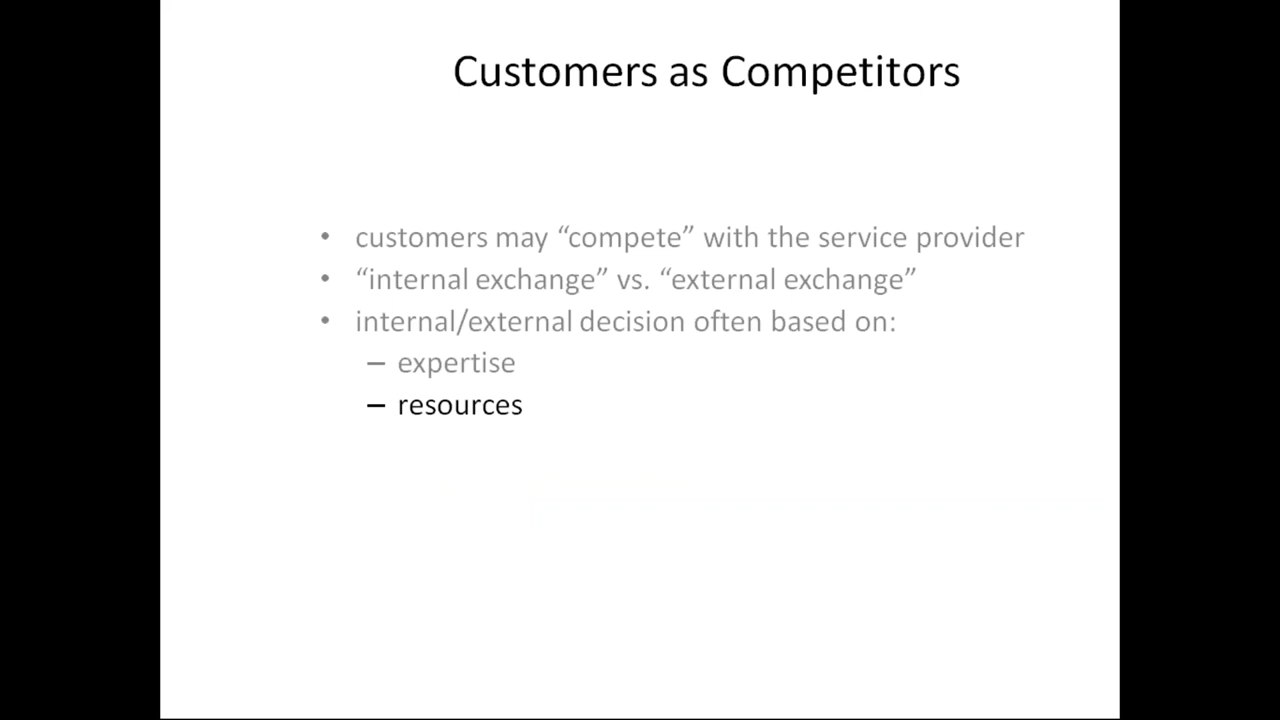 Customers as Competitors
• customers may “compete” with the service provider
• “internal exchange” vs. “external exchange”
• internal/external decision often based on:
– expertise
– resources